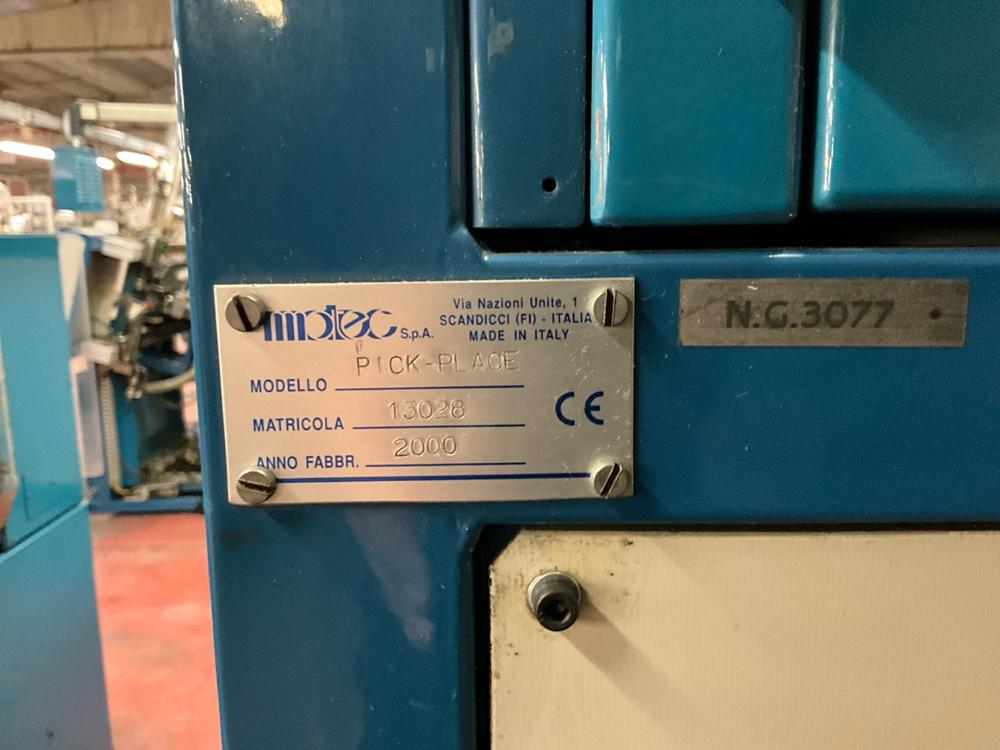 imotec S.p.A.
Via Nazioni Unite, 1
SCANDICCI (FI) - ITALIA
MADE IN ITALY
MODELLO PICK-PLACE
MATRICOLA 13028
ANNO FABBR. 2000
CE
N.G.3077